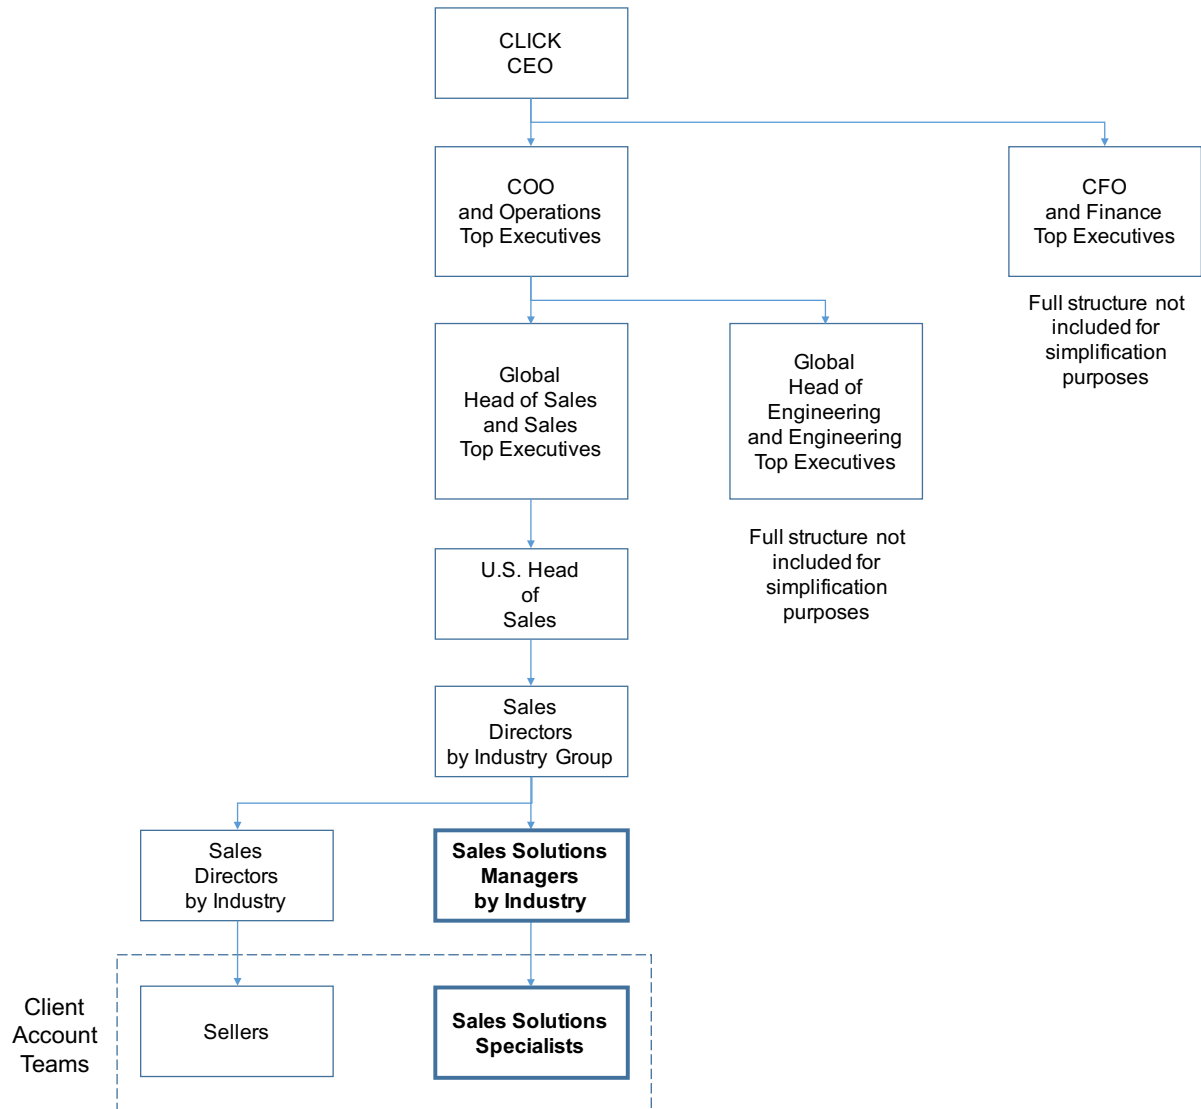 CLICK
CEO
COO
and Operations
Top Executives
CFO
and Finance
Top Executives
Full structure not
included for
simplification
purposes
Global
Head of Sales
and Sales
Top Executives
Global
Head of
Engineering
and Engineering
Top Executives
Full structure not
included for
simplification
purposes
U.S. Head
of
Sales
Sales
Directors
by Industry Group
Sales
Directors
by Industry
Sales Solutions
Managers
by Industry
Client
Account
Teams
Sellers
Sales Solutions
Specialists